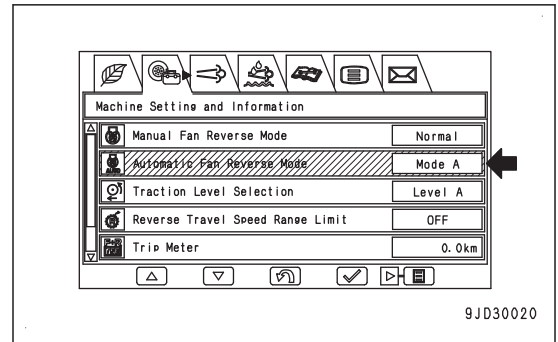 Machine Setting and Information
Manual Fan Reverse Mode Normal
AUTO Automatic Fan Reverse Mode Mode A
Traction Level Selection Level A
Reverse Travel Speed Range Limit OFF
Trip Meter 0.0km
9JD30020